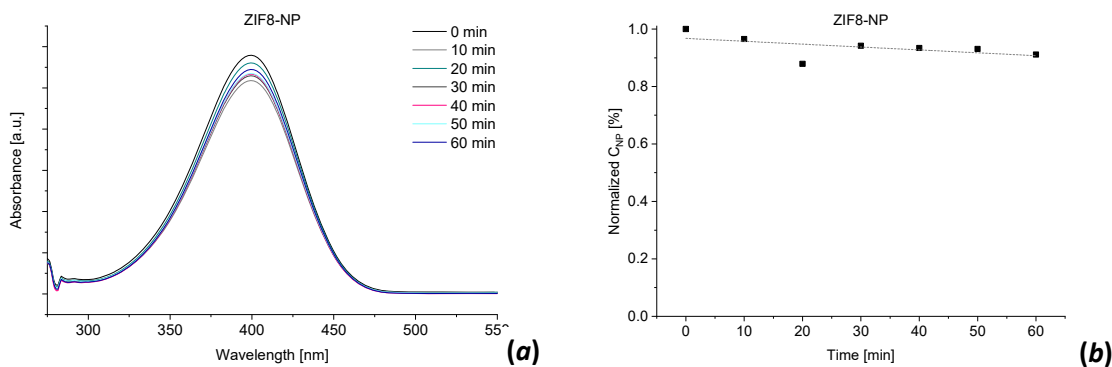 ZIF8-NP
0 min
10 min
20 min
30 min
40 min
50 min
60 min
Absorbance [a.u.]
300 350 400 450 500
Wavelength [nm]
(a)
ZIF8-NP
1.0
0.8
0.6
0.4
0.2
0.0
Normalized C_NP [%]
0 10 20 30 40 50 60
Time [min]
(b)